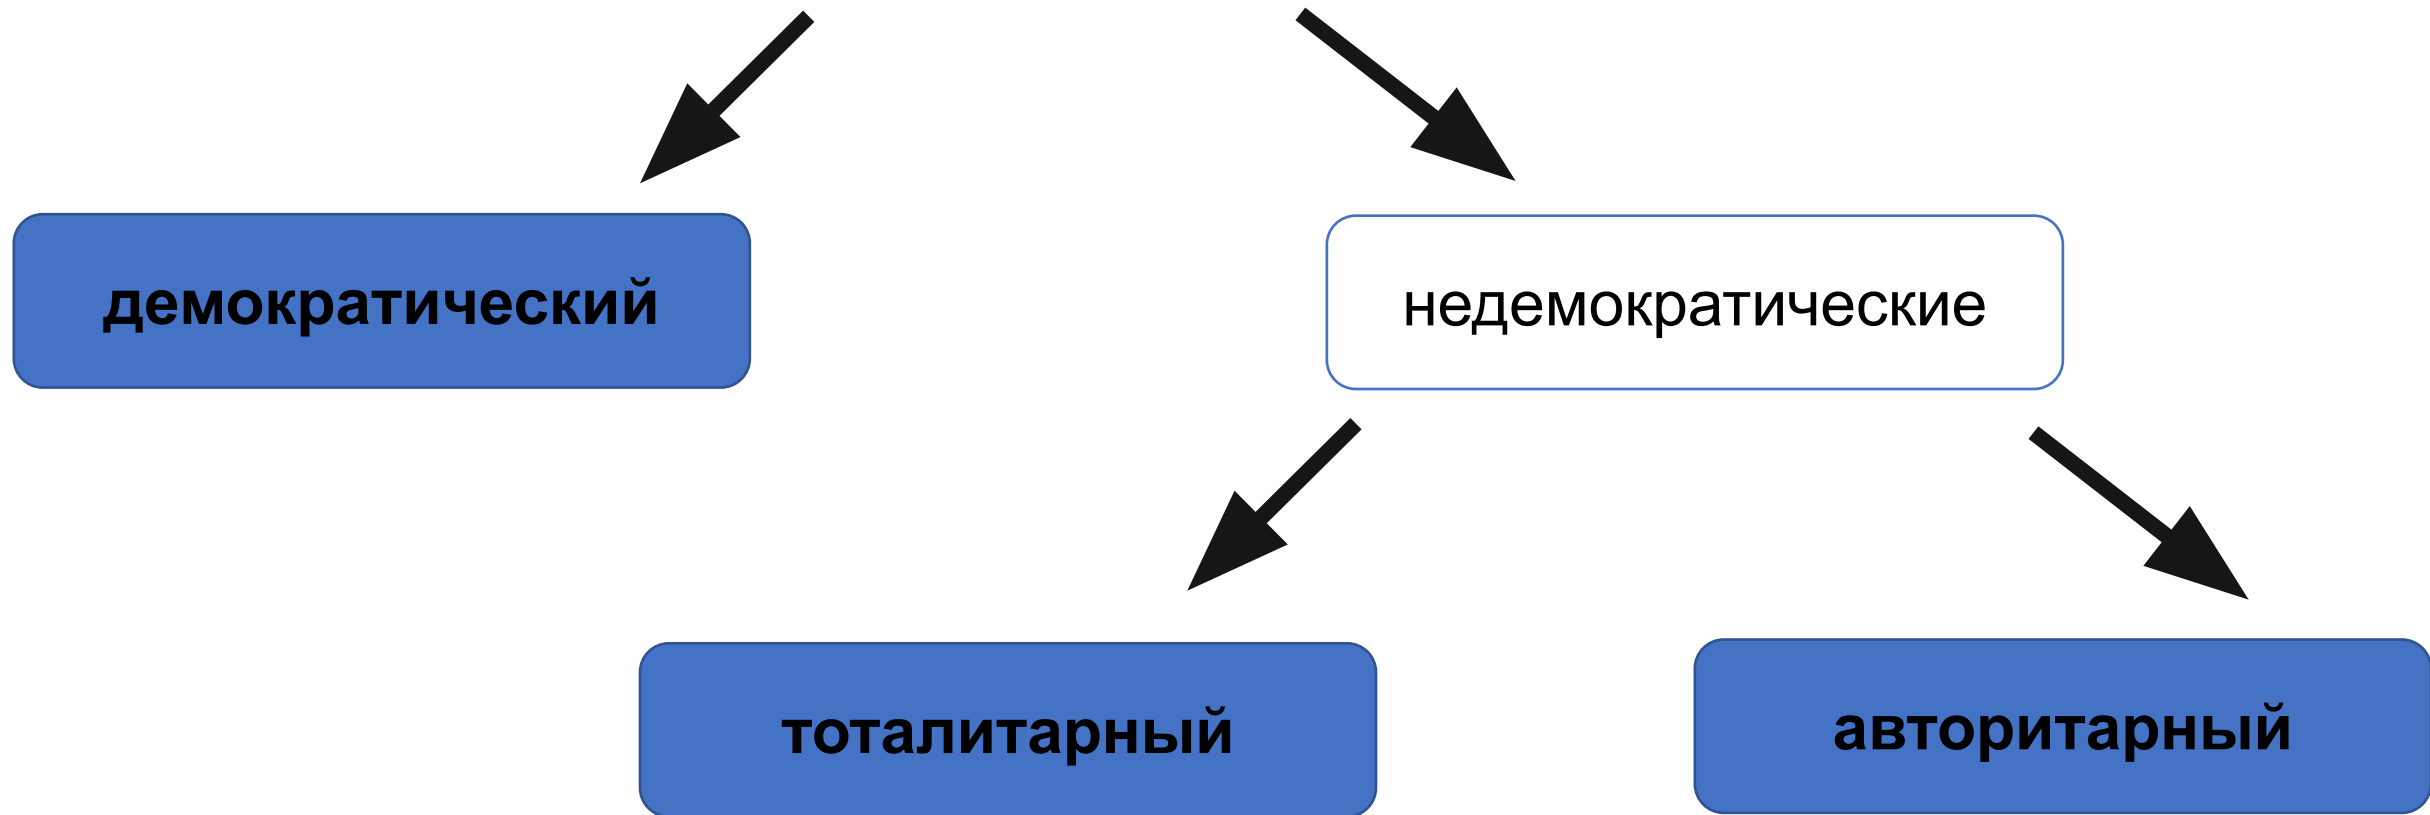 демократический
недемократические
тоталитарный
авторитарный